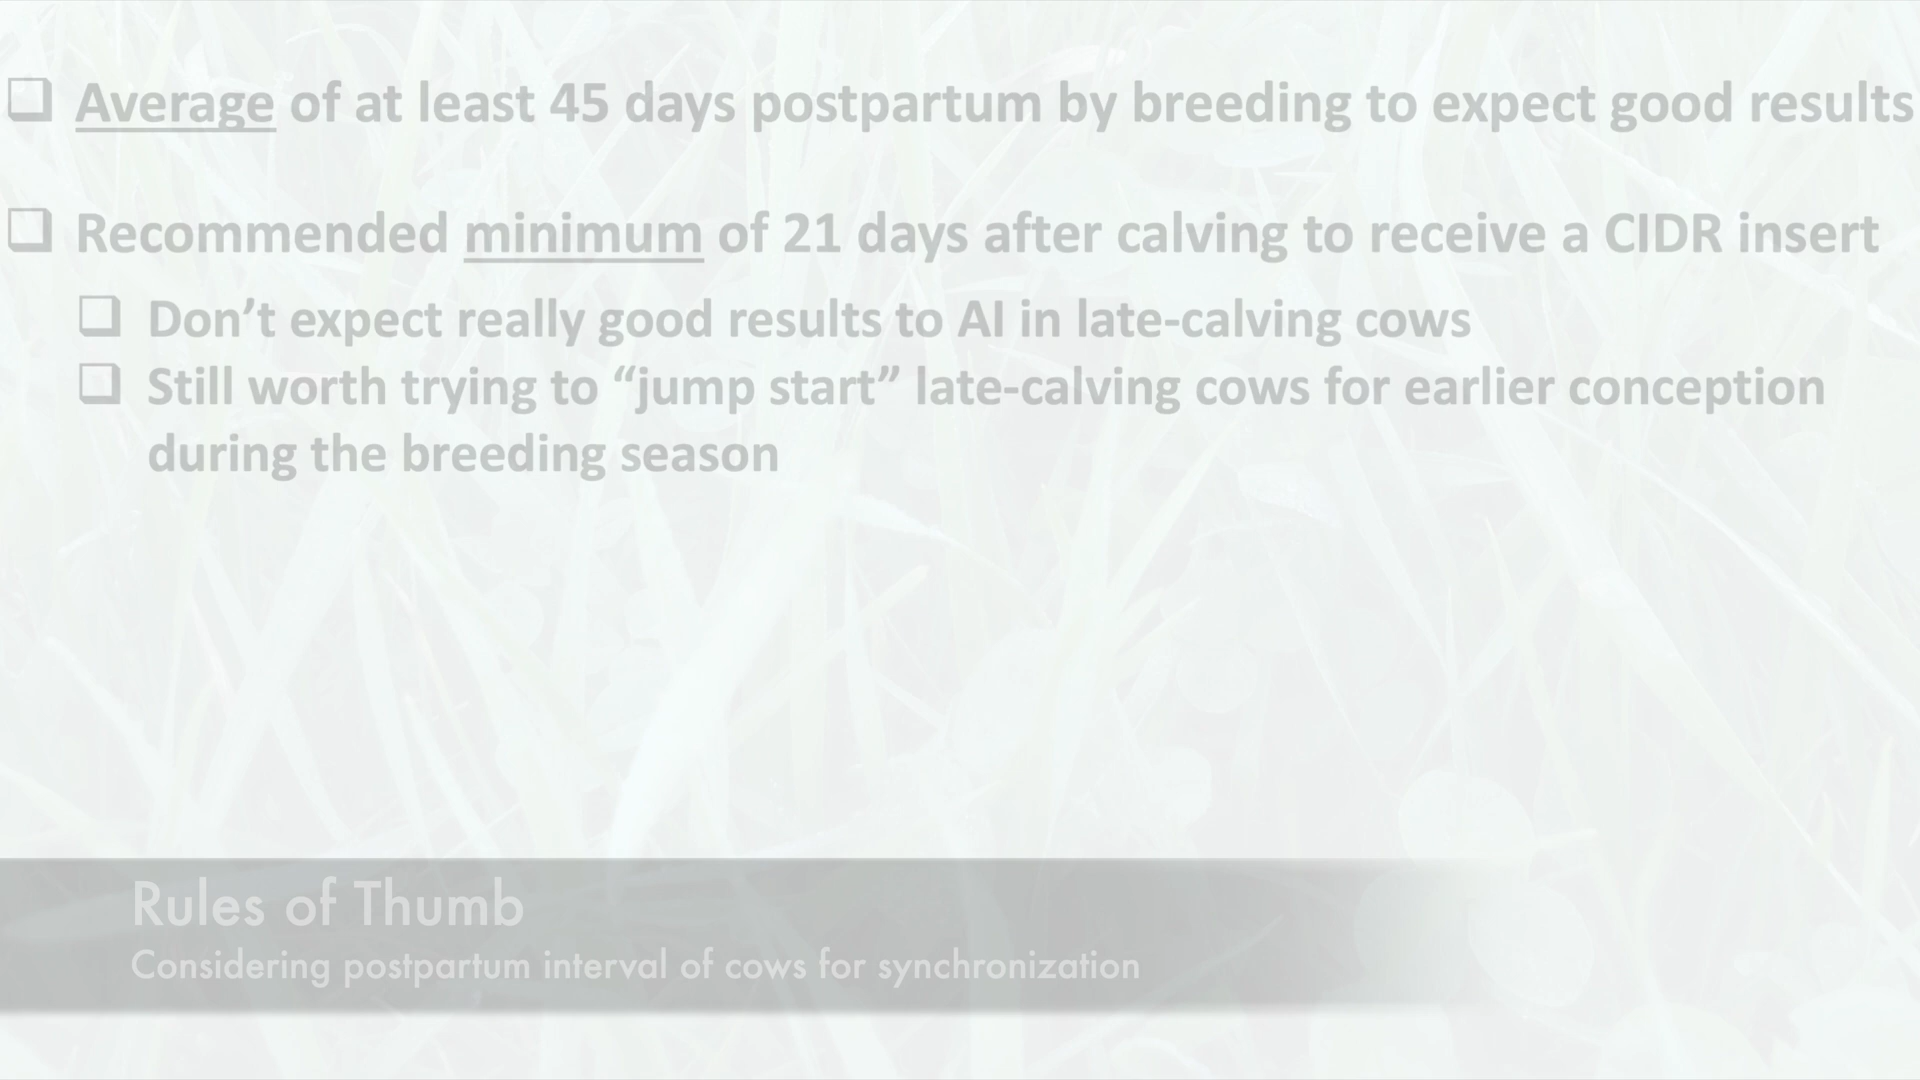 ❑ Average of at least 45 days postpartum by breeding to expect good results
❑ Recommended minimum of 21 days after calving to receive a CIDR insert
❑ Don’t expect really good results to AI in late-calving cows
❑ Still worth trying to “jump start” late-calving cows for earlier conception
during the breeding season
Rules of Thumb
Considering postpartum interval of cows for synchronization